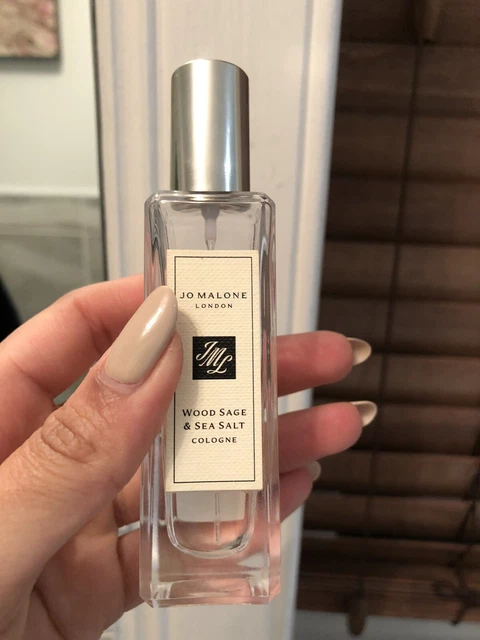 JO MALONE
LONDON
JML
WOOD SAGE
& SEA SALT
COLOGNE